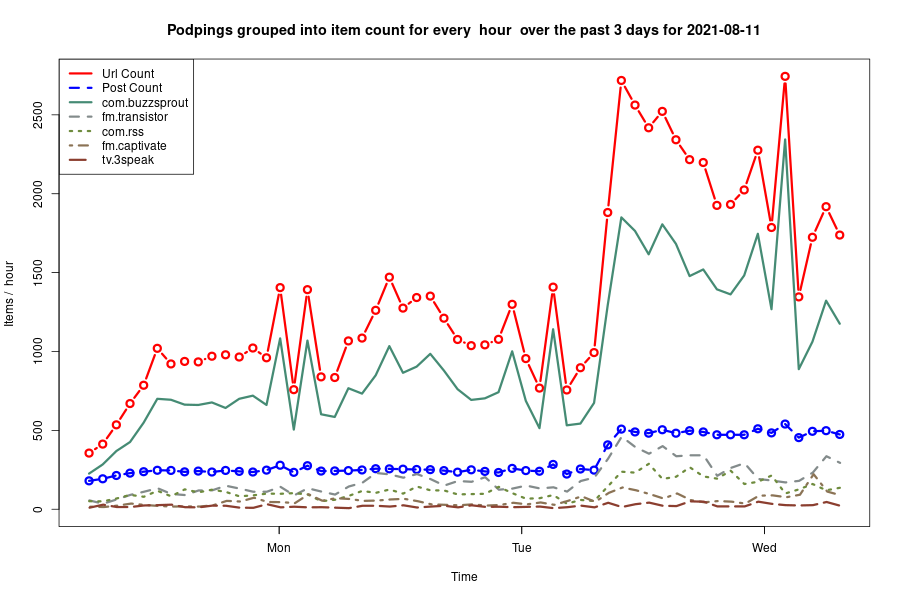 Podpings grouped into item count for every  hour  over the past 3 days for 2021-08-11
Url Count
Post Count
com.buzzsprout
fm.transistor
com.rss
fm.captivate
tv.3speak
2500
2000
1500
1000
500
0
Items / hour
Mon
Tue
Wed
Time